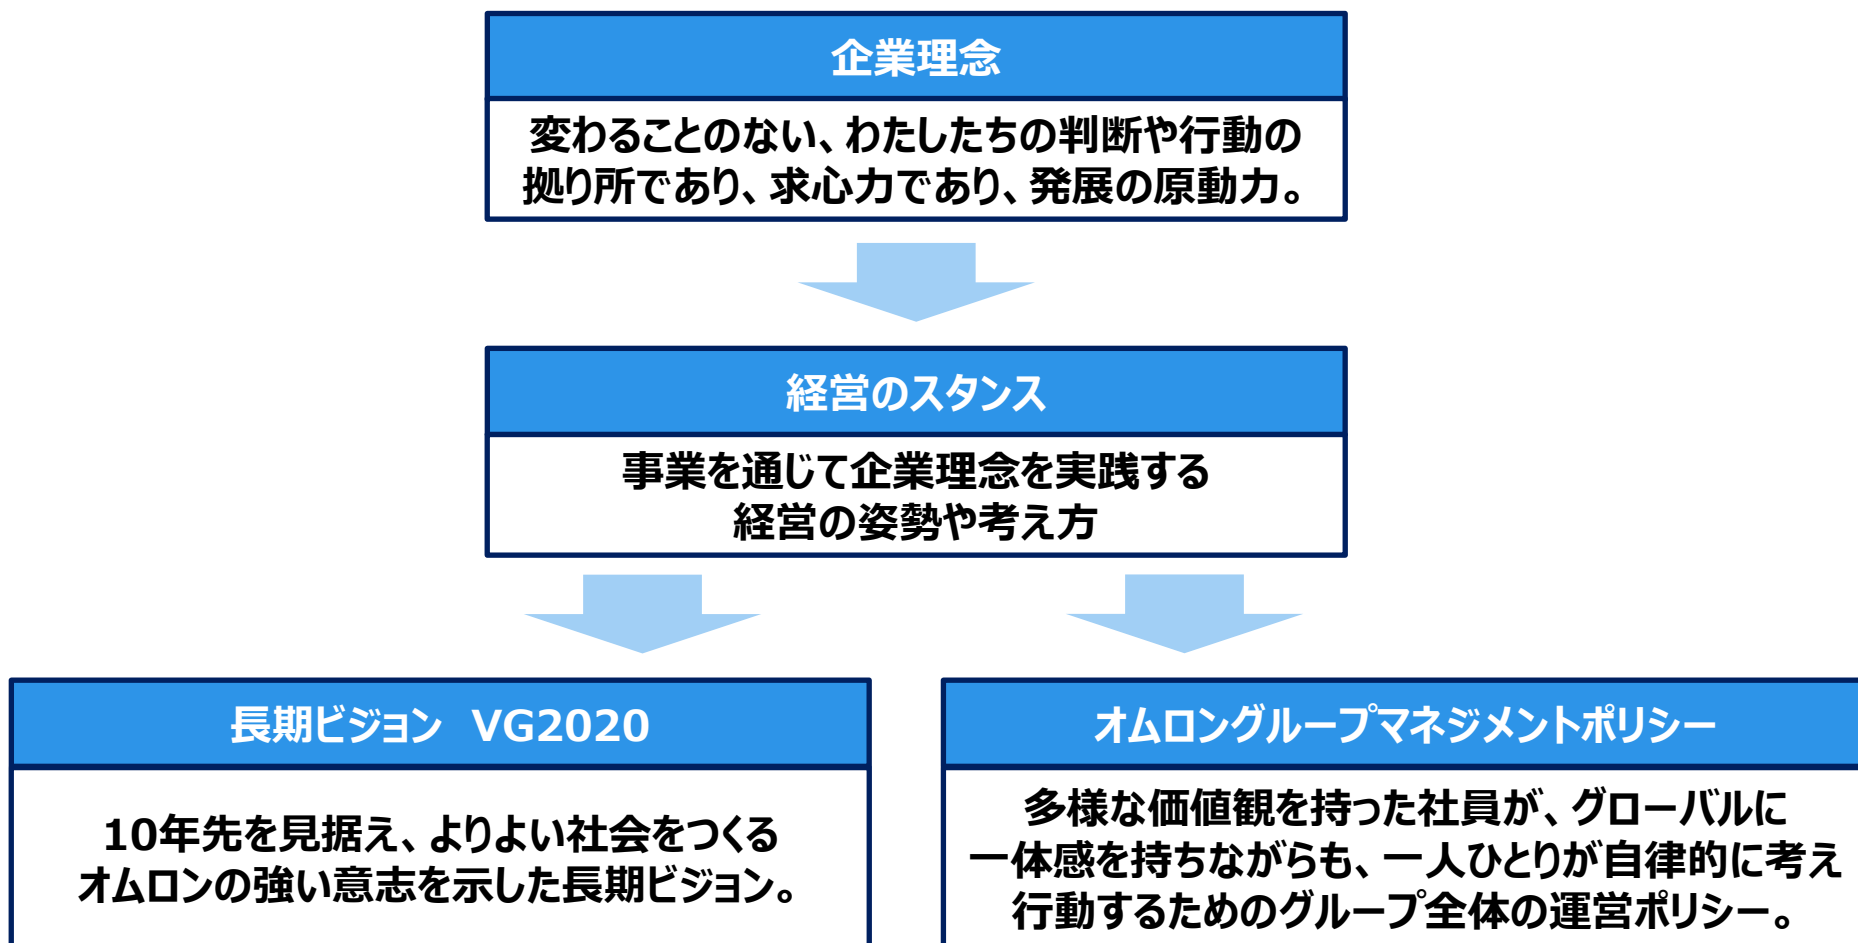 企業理念
変わることのない、わたしたちの判断や行動の
拠り所であり、求心力であり、発展の原動力。
経営のスタンス
事業を通じて企業理念を実践する
経営の姿勢や考え方
長期ビジョン VG2020
10年先を見据え、よりよい社会をつくる
オムロンの強い意志を示した長期ビジョン。
オムロングループマネジメントポリシー
多様な価値観を持った社員が、グローバルに
一体感を持ちながらも、一人ひとりが自律的に考え
行動するためのグループ全体の運営ポリシー。